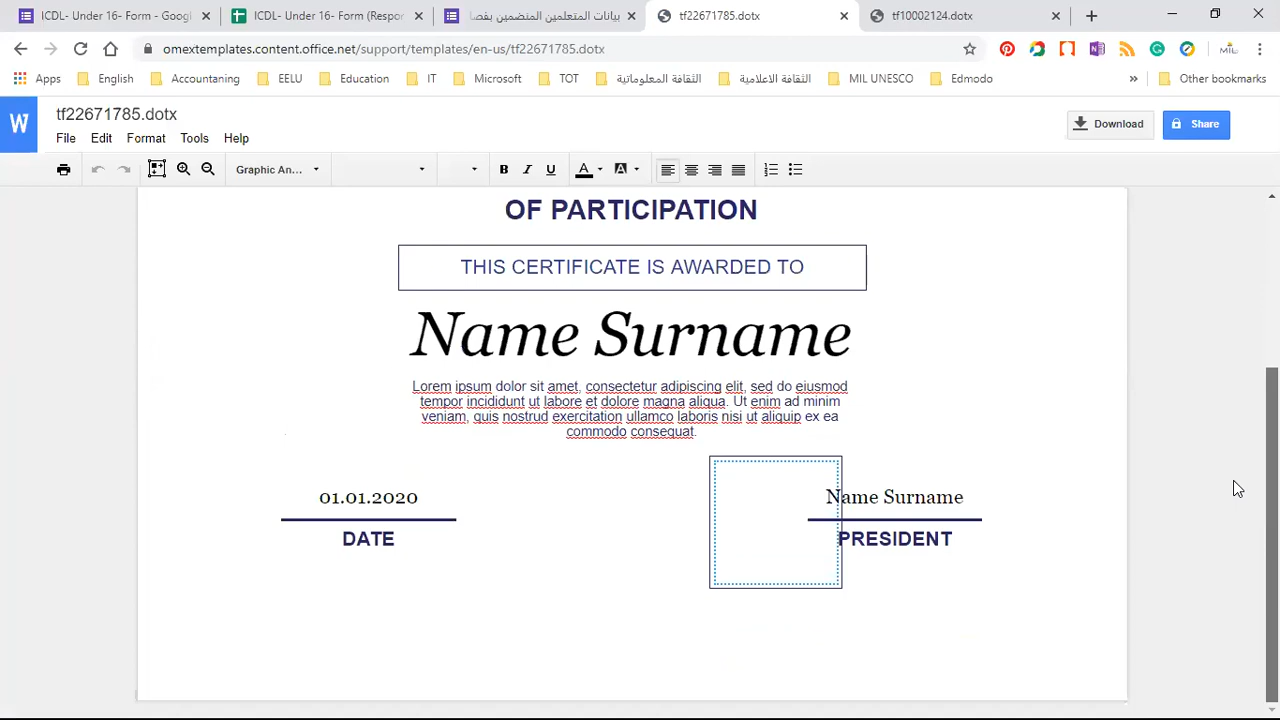 ICDL- Under 16- Form - Googl
ICDL- Under 16- Form (Respor
بيانات المتعلمين المنضمين بفصا
tf22671785.dotx
tf10002124.dotx
omextemplates.content.office.net/support/templates/en-us/tf22671785.dotx
MIL
Apps
English
Accountaning
EELU
Education
IT
Microsoft
TOT
الثقافة المعلوماتية
الثقافة الاعلامية
MIL UNESCO
Edmodo
Other bookmarks
W
tf22671785.dotx
File Edit Format Tools Help
Download
Share
Graphic An...
B I U A A
OF PARTICIPATION
THIS CERTIFICATE IS AWARDED TO
Name Surname
Lorem ipsum dolor sit amet, consectetur adipiscing elit, sed do eiusmod
tempor incididunt ut labore et dolore magna aliqua. Ut enim ad minim
veniam, quis nostrud exercitation ullamco laboris nisi ut aliquip ex ea
commodo consequat.
01.01.2020
DATE
Name Surname
PRESIDENT